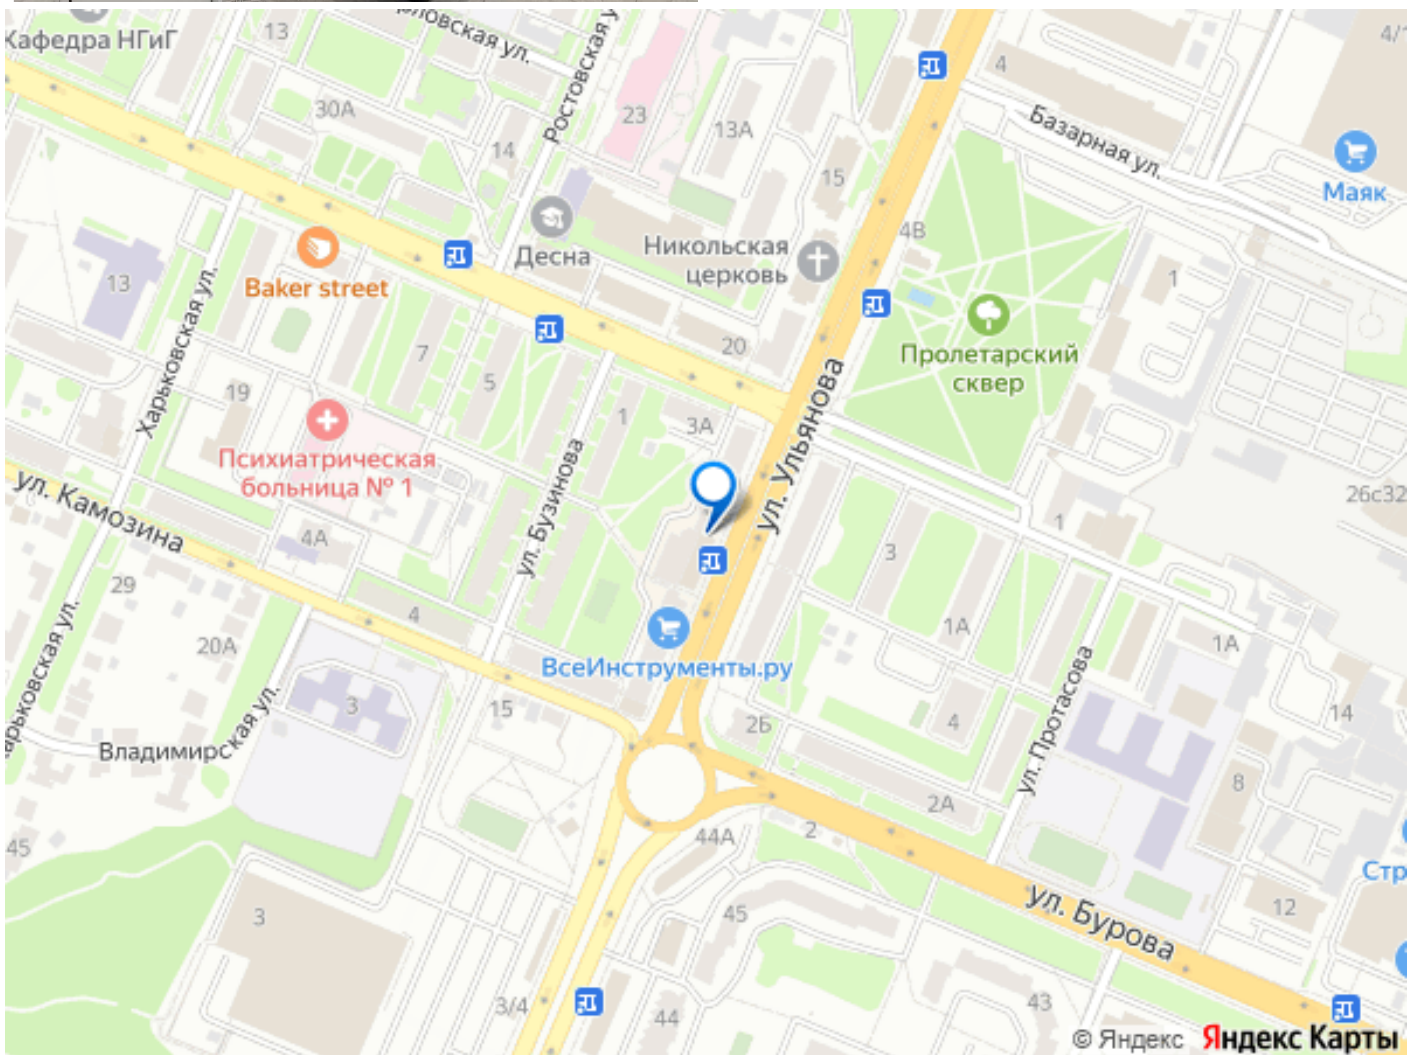 Кафедра НГиГ
13
30А
Ростовская у
14
23
13А
15
4
4/1
Базарная ул.
Маяк
Десна
Никольская
церковь
4В
1
Baker street
13
Харьковская ул.
7
5
20
Пролетарский
сквер
19
1
3А
Психиатрическая
больница № 1
ул. Бузинова
ул. Ульянова
26с32
1
3
ул. Камозина
4А
29
4
20А
1А
1А
ВсеИнструменты.ру
арьковская ул.
Владимирская ул.
3
15
2Б
4
ул. Протасова
14
8
2А
2
44А
45
Стр
ул. Бурова
12
3
45
3/4
44
43
© Яндекс Яндекс Карты